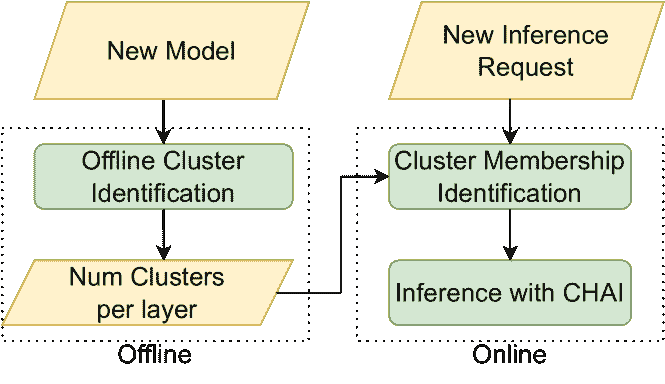 New Model
Offline Cluster
Identification
Num Clusters
per layer
Offline
New Inference
Request
Cluster Membership
Identification
Inference with CHAI
Online